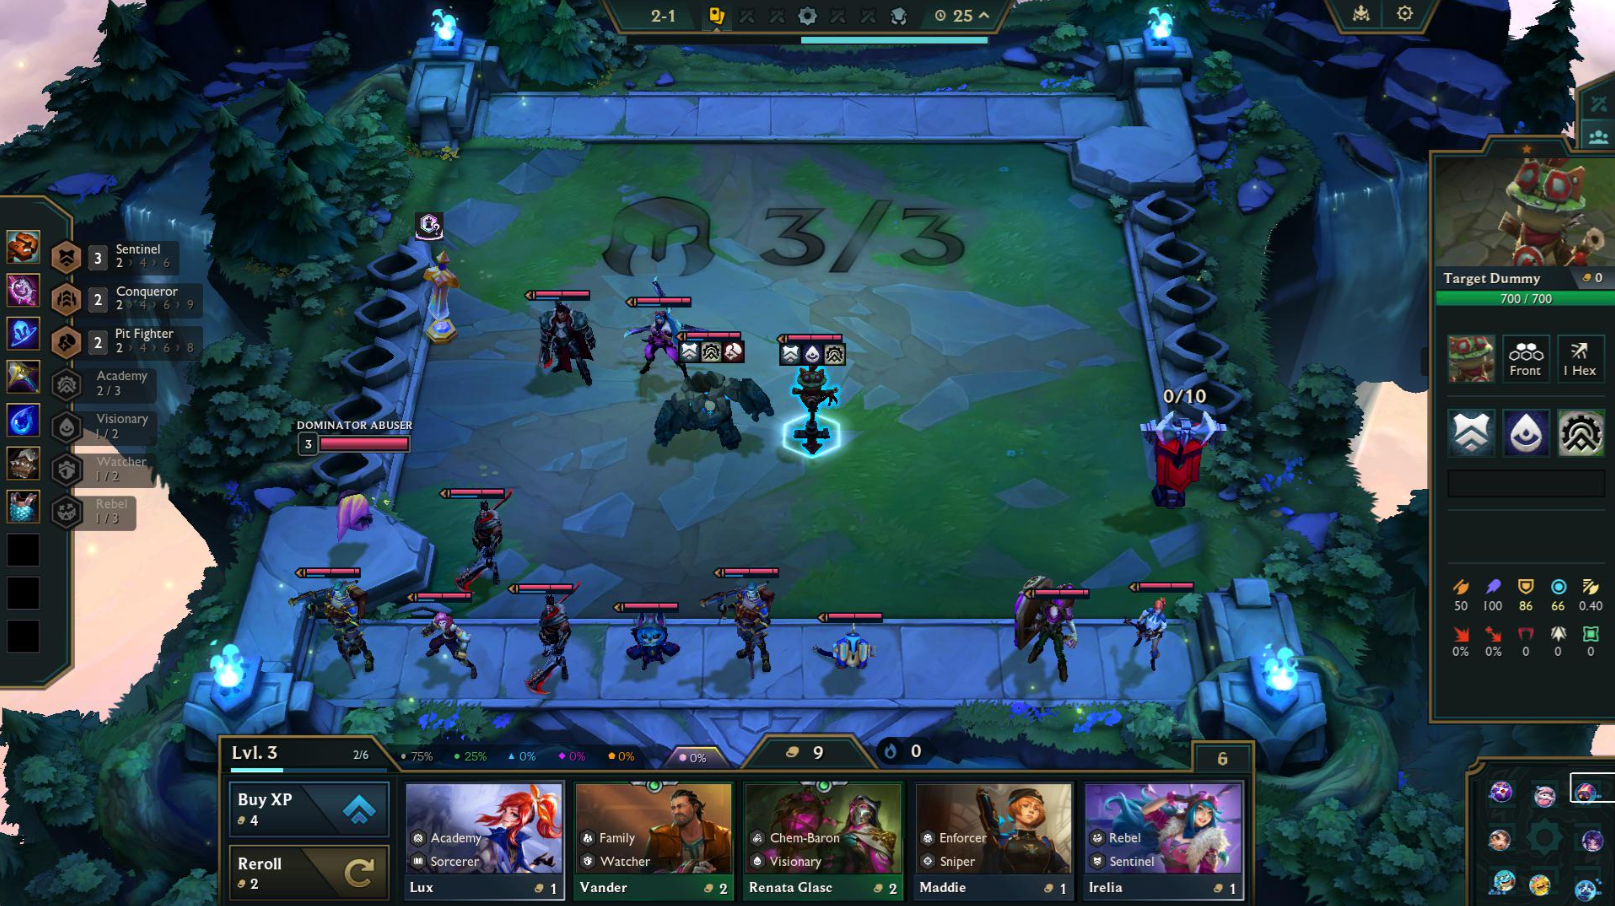 2-1
25
3/3
3
Sentinel
2 › 4 › 6
2
Conqueror
2 › 4 › 6 › 9
2
Pit Fighter
2 › 4 › 6 › 8
Academy
2 / 3
Visionary
1 / 2
Watcher
1 / 2
Rebel
1 / 3
DOMINATOR ABUSER
3
0/10
Target Dummy
0
700 / 700
Front
1 Hex
50
100
86
66
0.40
0%
0%
0
0
0
Lvl. 3
2/6
75%
25%
0%
0%
0%
0%
9
0
6
Buy XP
4
Reroll
2
Academy
Sorcerer
Lux
1
Family
Watcher
Vander
2
Chem-Baron
Visionary
Renata Glasc
2
Enforcer
Sniper
Maddie
1
Rebel
Sentinel
Irelia
1